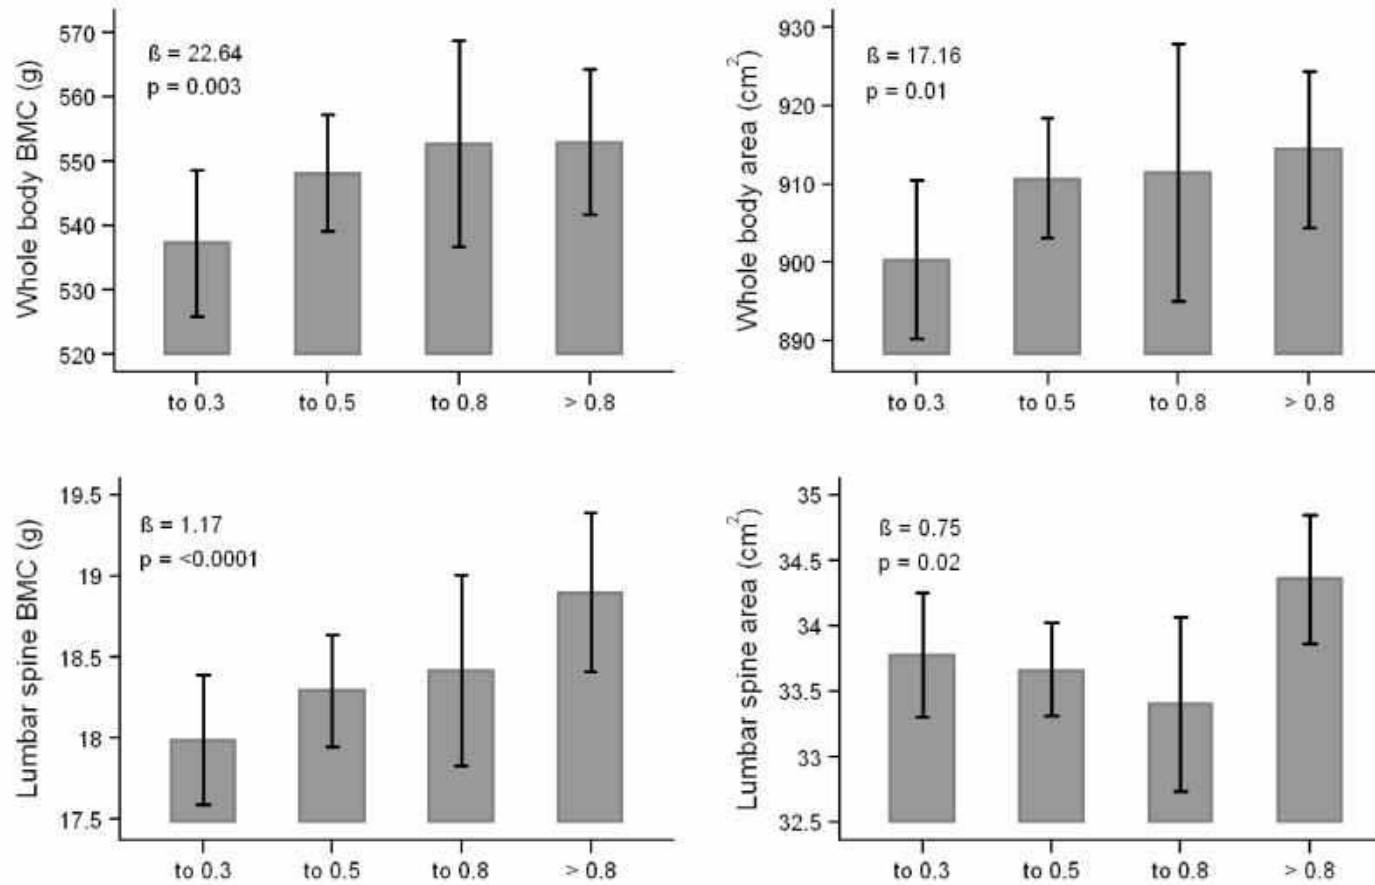 Whole body BMC (g)
570
560
550
540
530
520
ß = 22.64
p = 0.003
to 0.3 to 0.5 to 0.8 > 0.8
Whole body area (cm²)
930
920
910
900
890
ß = 17.16
p = 0.01
to 0.3 to 0.5 to 0.8 > 0.8
Lumbar spine BMC (g)
19.5
19
18.5
18
17.5
ß = 1.17
p = <0.0001
to 0.3 to 0.5 to 0.8 > 0.8
Lumbar spine area (cm²)
35
34.5
34
33.5
33
32.5
ß = 0.75
p = 0.02
to 0.3 to 0.5 to 0.8 > 0.8